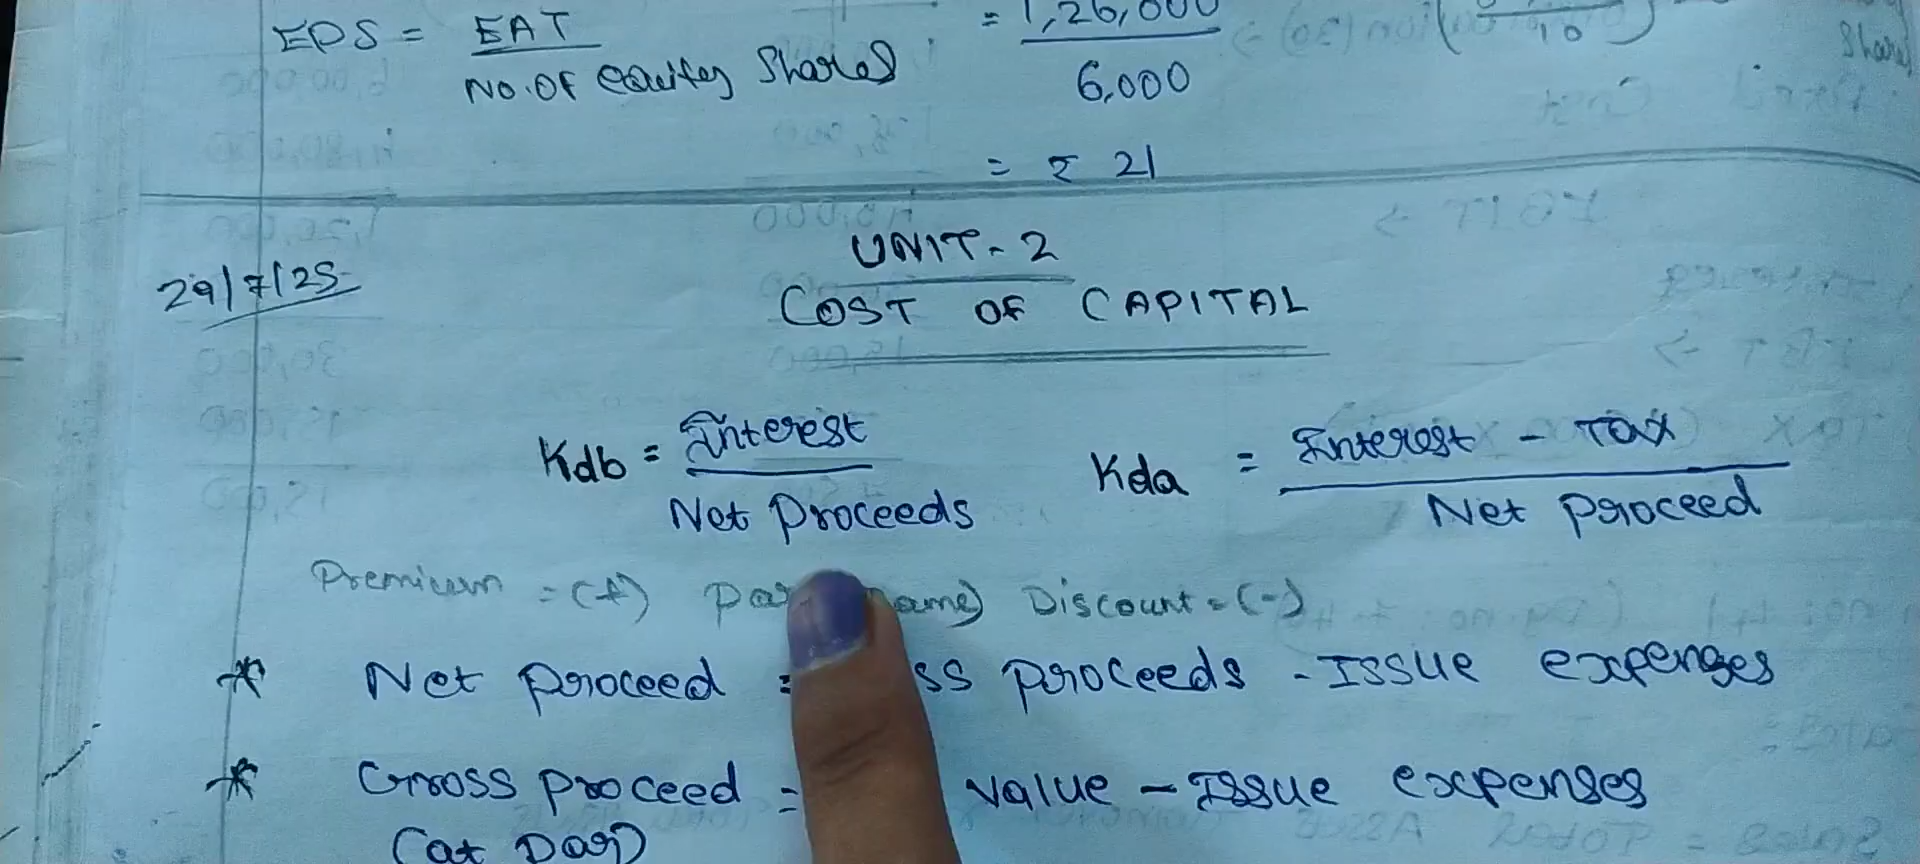 EPS = EAT / No. OF equity Shares = 1,26,000 / 6,000
= ₹ 21
UNIT - 2
29/7/25
COST OF CAPITAL
Kdb = Interest / Net Proceeds Kda = Interest - Tax / Net Proceed
Premium = (+) Par ame) Discount = (-)
* Net proceed = ss proceeds - Issue expenses
* Gross proceed = value - Issue expenses
(at par)